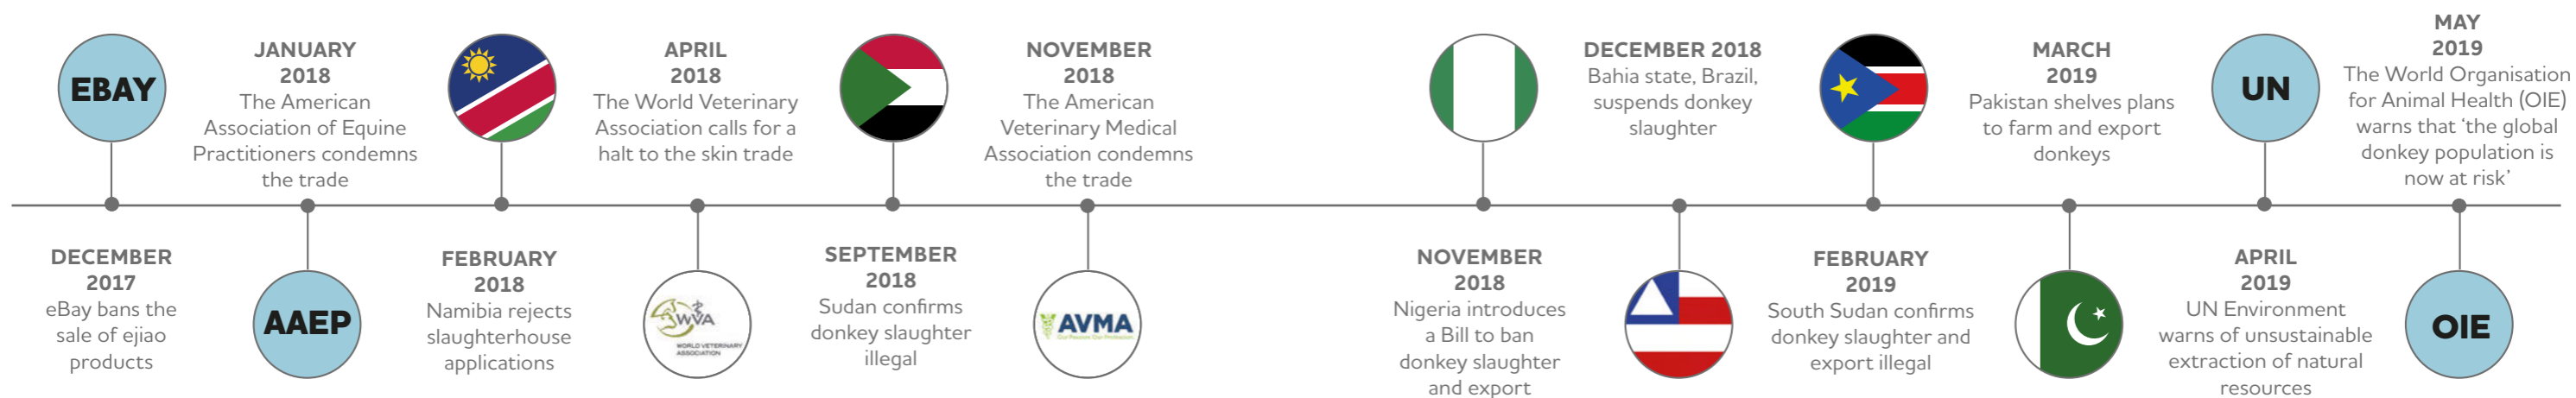 EBAY
DECEMBER
2017
eBay bans the
sale of ejiao
products
JANUARY
2018
The American
Association of Equine
Practitioners condemns
the trade
AAEP
FEBRUARY
2018
Namibia rejects
slaughterhouse
applications
APRIL
2018
The World Veterinary
Association calls for a
halt to the skin trade
WVA
WORLD VETERINARY
ASSOCIATION
SEPTEMBER
2018
Sudan confirms
donkey slaughter
illegal
NOVEMBER
2018
The American
Veterinary Medical
Association condemns
the trade
AVMA
Our Passion. Our Profession.
NOVEMBER
2018
Nigeria introduces
a Bill to ban
donkey slaughter
and export
DECEMBER 2018
Bahia state, Brazil,
suspends donkey
slaughter
FEBRUARY
2019
South Sudan confirms
donkey slaughter and
export illegal
MARCH
2019
Pakistan shelves plans
to farm and export
donkeys
UN
APRIL
2019
UN Environment
warns of unsustainable
extraction of natural
resources
MAY
2019
The World Organisation
for Animal Health (OIE)
warns that ‘the global
donkey population is
now at risk’
OIE